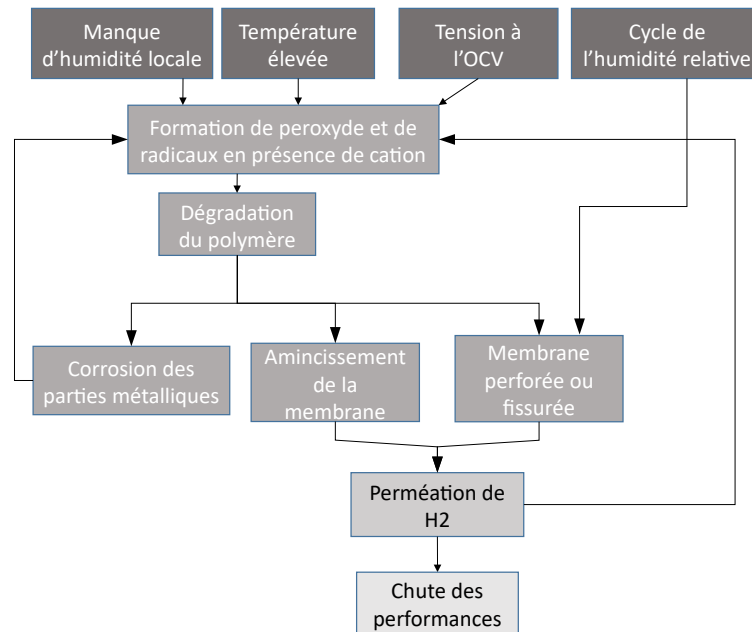 Manque
d’humidité locale
Température
élevée
Tension à
l’OCV
Cycle de
l’humidité relative
Formation de peroxyde et de
radicaux en présence de cation
Dégradation
du polymère
Corrosion des
parties métalliques
Amincissement
de la
membrane
Membrane
perforée ou
fissurée
Perméation de
H2
Chute des
performances